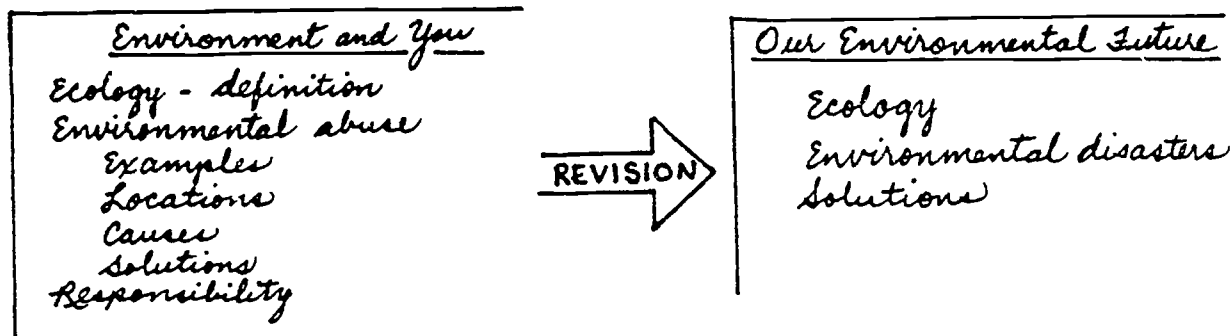 Environment and You
Ecology - definition
Environmental abuse
Examples
Locations
Causes
Solutions
Responsibility
REVISION
Our Environmental Future
Ecology
Environmental disasters
Solutions